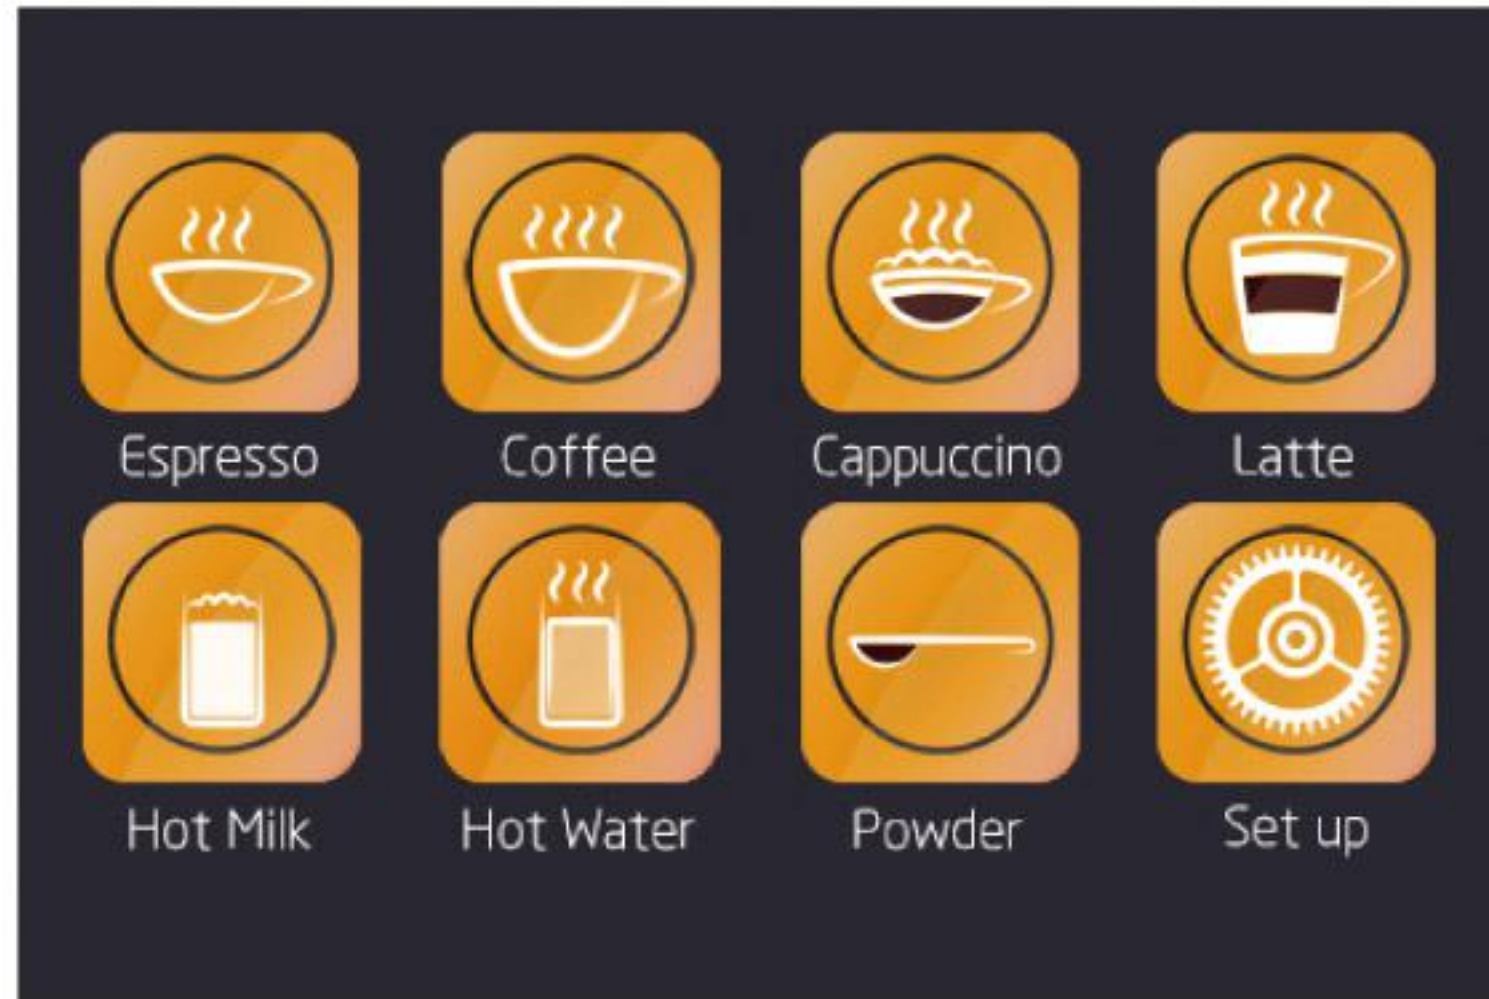 Espresso
Coffee
Cappuccino
Latte
Hot Milk
Hot Water
Powder
Set up